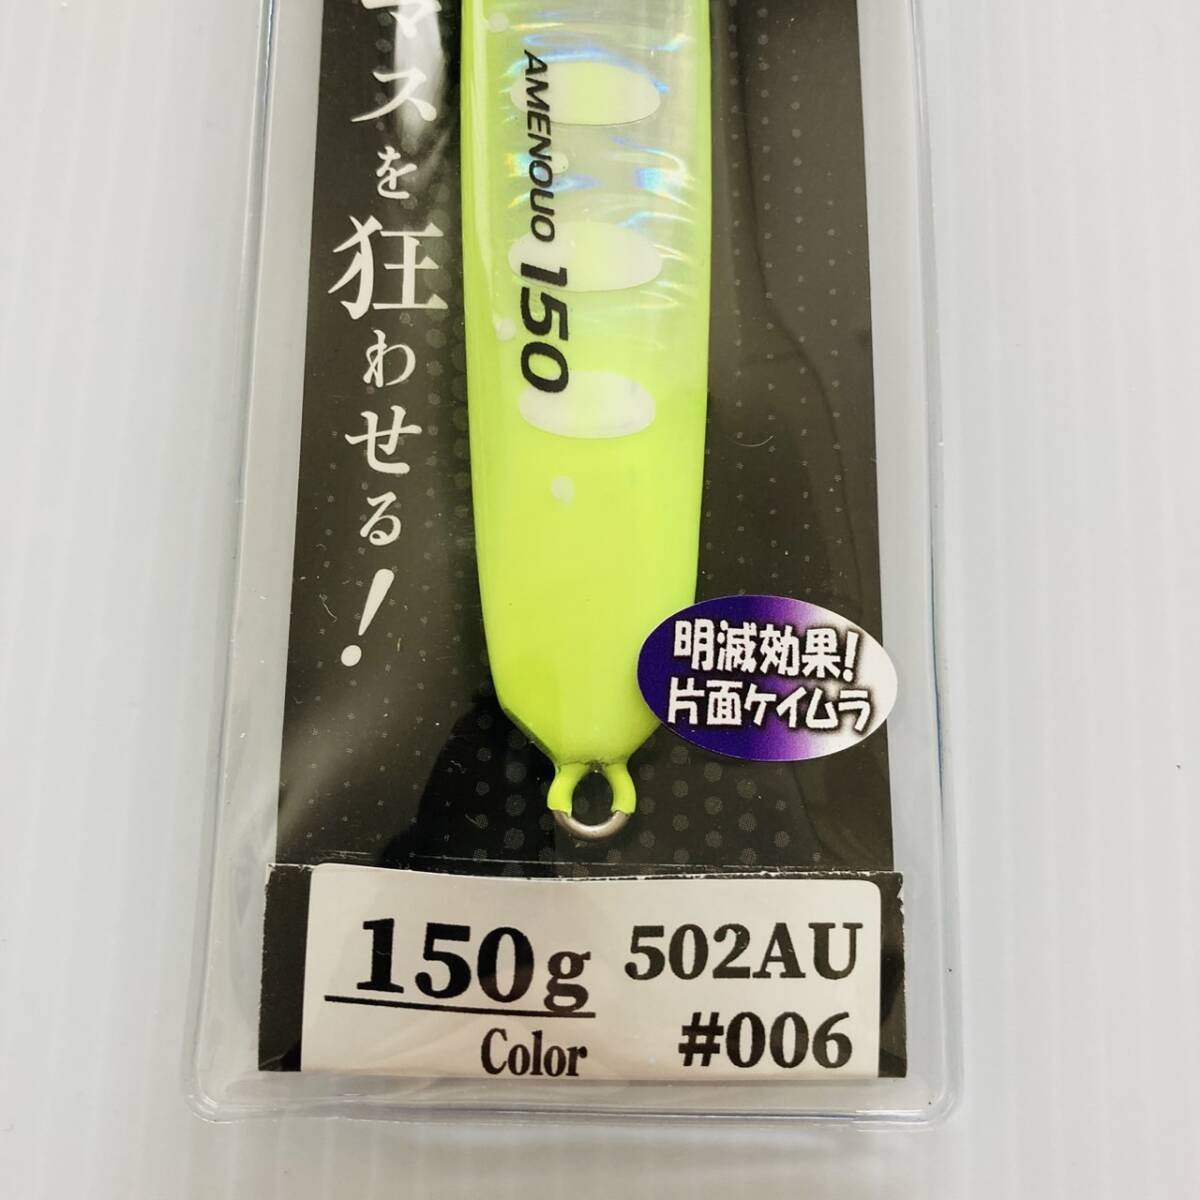 マスを狂わせる!
AMENOUO 150
明滅効果!
片面ケイムラ
150g
Color
502AU
#006